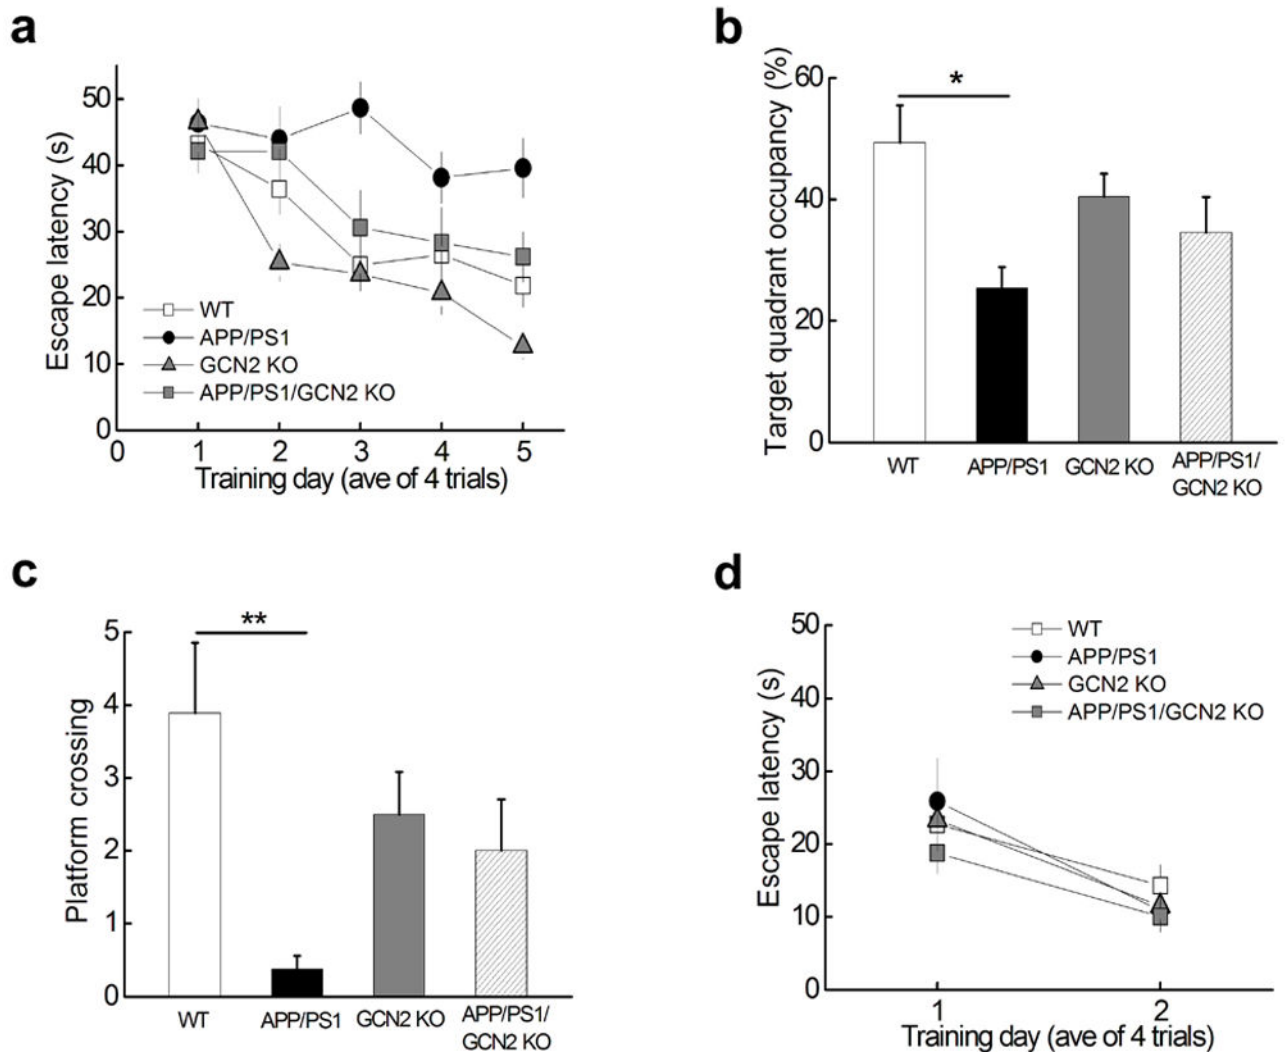 a
50
40
30
20
10
0
Escape latency (s)
WT
APP/PS1
GCN2 KO
APP/PS1/GCN2 KO
0 1 2 3 4 5
Training day (ave of 4 trials)
b
60
40
20
0
Target quadrant occupancy (%)
*
WT APP/PS1 GCN2 KO APP/PS1/
GCN2 KO
c
5
4
3
2
1
0
Platform crossing
**
WT APP/PS1 GCN2 KO APP/PS1/
GCN2 KO
d
50
40
30
20
10
0
Escape latency (s)
WT
APP/PS1
GCN2 KO
APP/PS1/GCN2 KO
1 2
Training day (ave of 4 trials)